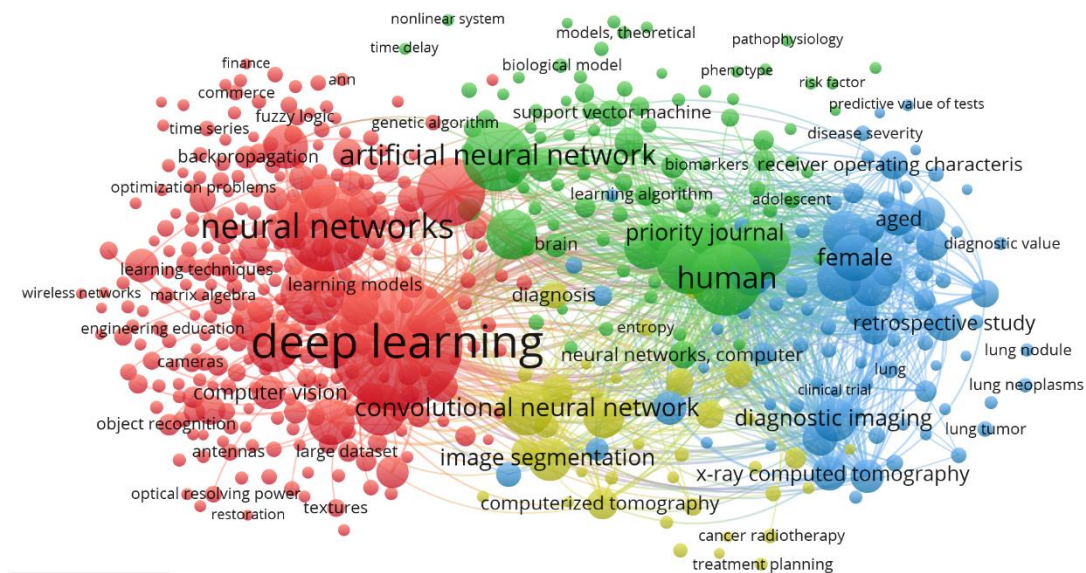 nonlinear system
models, theoretical
time delay
pathophysiology
finance
biological model
phenotype
ann
risk factor
commerce
predictive value of tests
fuzzy logic
support vector machine
time series
genetic algorithm
disease severity
backpropagation
artificial neural network
biomarkers
receiver operating characteris
optimization problems
learning algorithm
adolescent
neural networks
priority journal
aged
brain
diagnostic value
female
learning techniques
human
learning models
wireless networks
matrix algebra
diagnosis
engineering education
entropy
retrospective study
deep learning
cameras
neural networks, computer
lung nodule
lung
computer vision
clinical trial
lung neoplasms
convolutional neural network
object recognition
diagnostic imaging
lung tumor
antennas
large dataset
image segmentation
x-ray computed tomography
optical resolving power
textures
computerized tomography
restoration
cancer radiotherapy
treatment planning